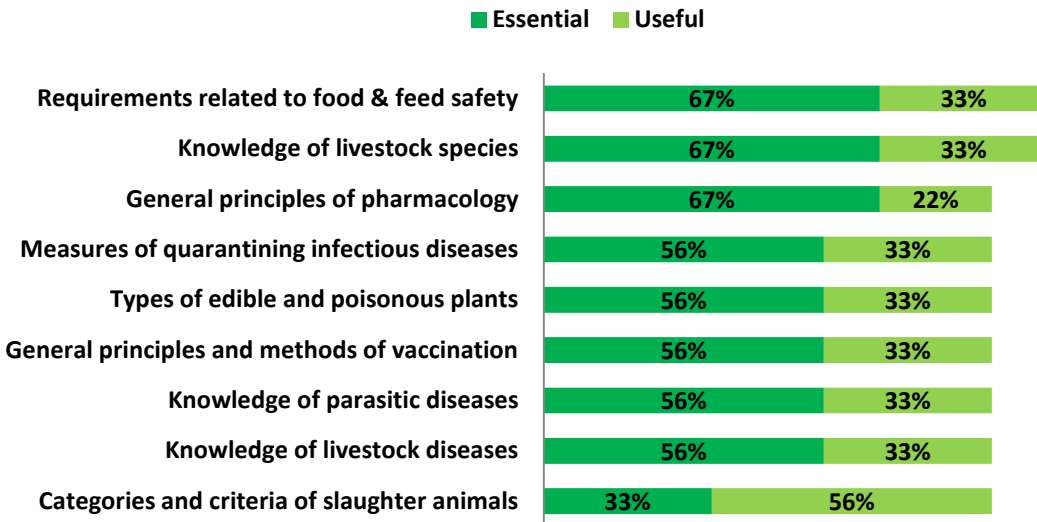 Essential Useful
Requirements related to food & feed safety 67% 33%
Knowledge of livestock species 67% 33%
General principles of pharmacology 67% 22%
Measures of quarantining infectious diseases 56% 33%
Types of edible and poisonous plants 56% 33%
General principles and methods of vaccination 56% 33%
Knowledge of parasitic diseases 56% 33%
Knowledge of livestock diseases 56% 33%
Categories and criteria of slaughter animals 33% 56%